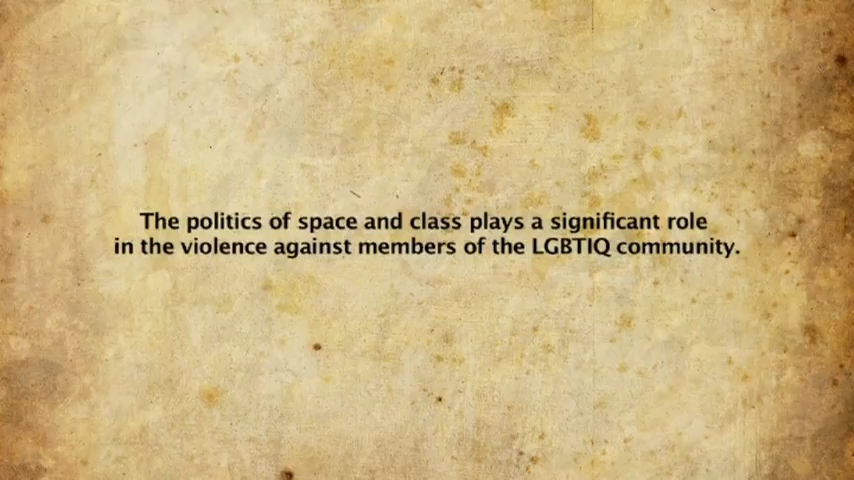 The politics of space and class plays a significant role
in the violence against members of the LGBTIQ community.